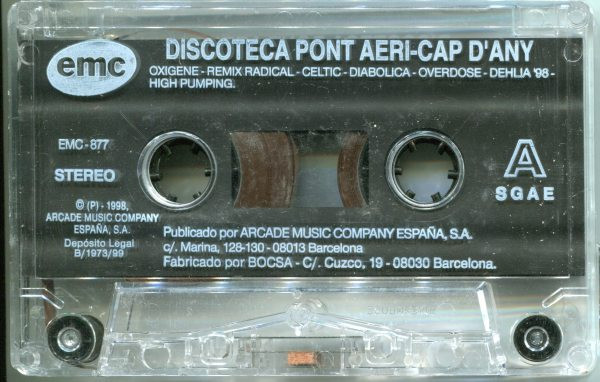 emc
DISCOTECA PONT AERI-CAP D'ANY
OXIGENE - REMIX RADICAL - CELTIC - DIABOLICA - OVERDOSE - DEHLIA '98 -
HIGH PUMPING.
EMC - 877
STEREO
A
SGAE
© (P) - 1998,
ARCADE MUSIC COMPANY
ESPAÑA, S.A.
Depósito Legal
B/1973/99
Publicado por ARCADE MUSIC COMPANY ESPAÑA, S.A.
c/. Marina, 128-130 - 08013 Barcelona
Fabricado por BOCSA - C/. Cuzco, 19 - 08030 Barcelona.